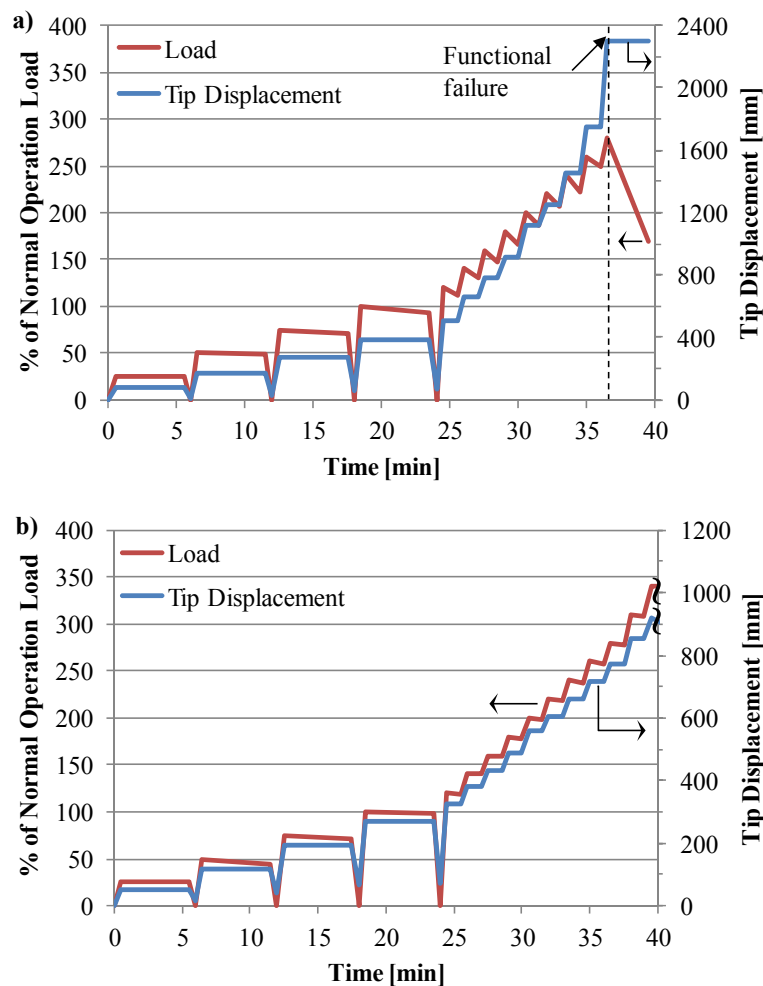 a)
400
350
300
250
200
150
100
50
0
% of Normal Operation Load
Load
Tip Displacement
Functional
failure
2400
2000
1600
1200
800
400
0
Tip Displacement [mm]
0 5 10 15 20 25 30 35 40
Time [min]
b)
400
350
300
250
200
150
100
50
0
% of Normal Operation Load
Load
Tip Displacement
1200
1000
800
600
400
200
0
Tip Displacement [mm]
0 5 10 15 20 25 30 35 40
Time [min]